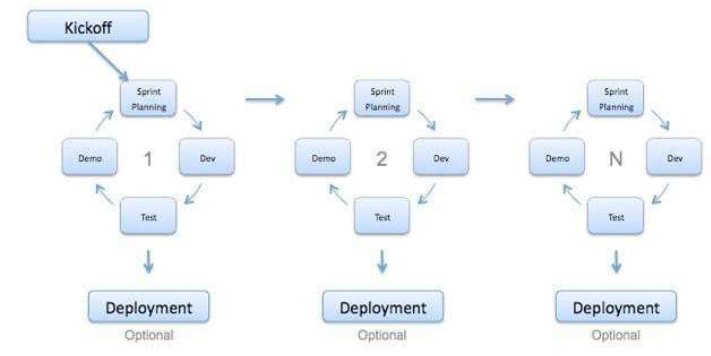 Kickoff
Sprint
Planning
Sprint
Planning
Sprint
Planning
Demo 1 Dev
Demo 2 Dev
Demo N Dev
Test
Test
Test
Deployment
Deployment
Deployment
Optional
Optional
Optional